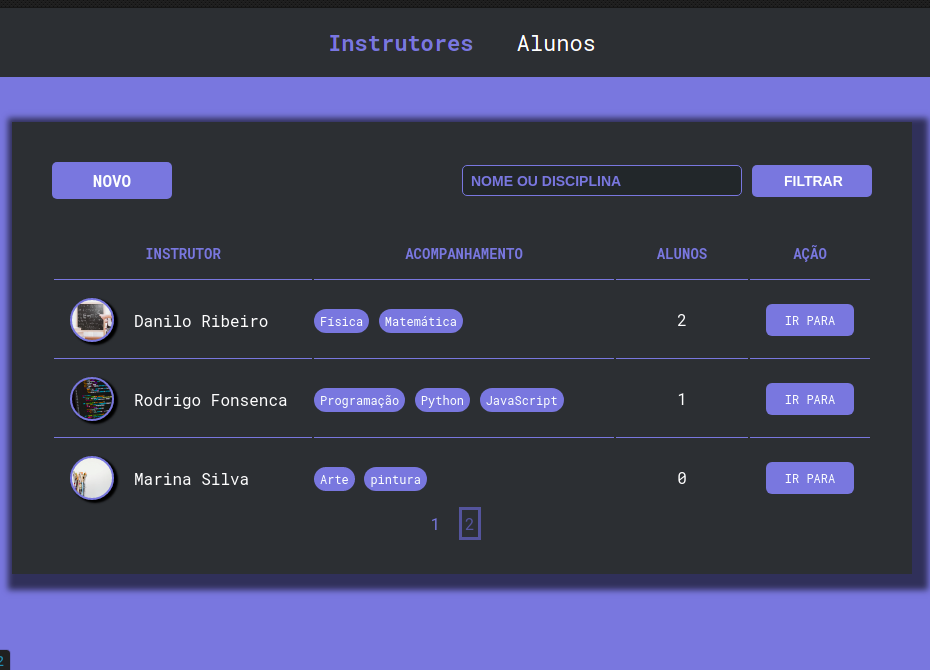 Instrutores Alunos
NOVO NOME OU DISCIPLINA FILTRAR
INSTRUTOR ACOMPANHAMENTO ALUNOS AÇÃO
Danilo Ribeiro Física Matemática 2 IR PARA
Rodrigo Fonsenca Programação Python JavaScript 1 IR PARA
Marina Silva Arte pintura 0 IR PARA
1 2
2